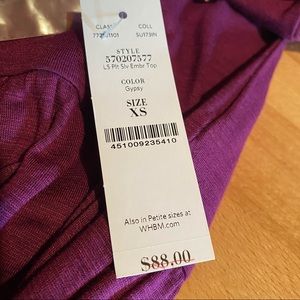 CLASS COLL
STYLE
570207577
LS Plt Slv Embr Top
COLOR
Gypsy
SIZE
XS
451009235410
Also in Petite sizes at
WHBM.com
$88.00